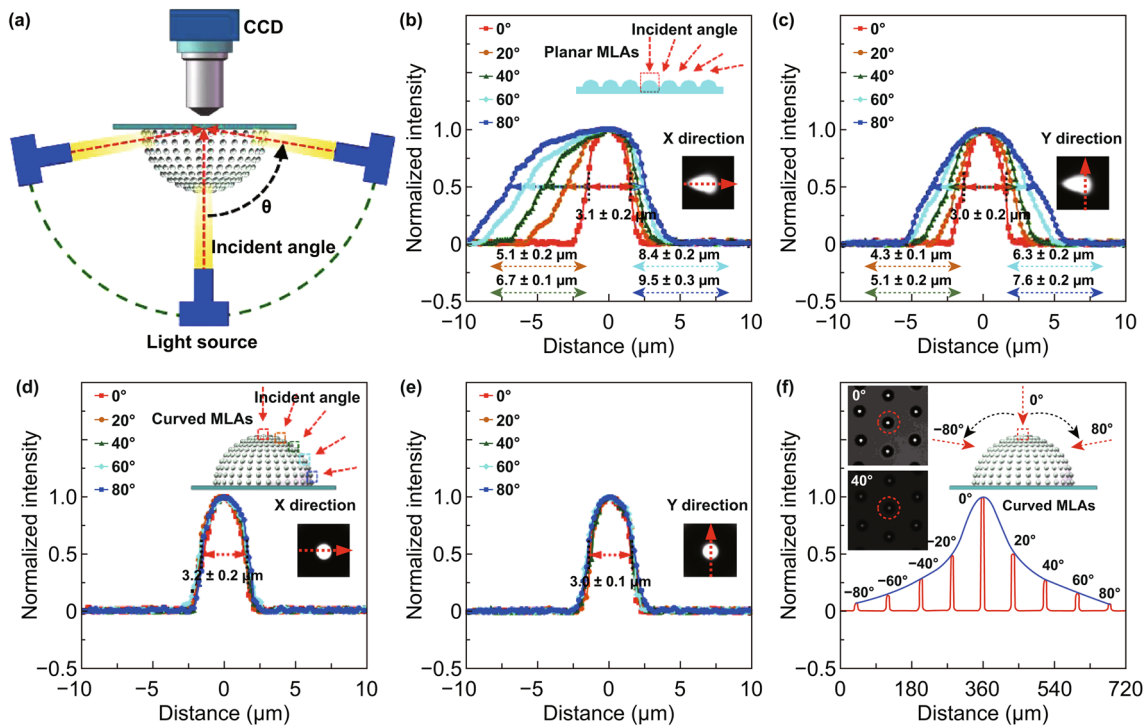 (a)
CCD
θ
Incident angle
Light source
(b)
0°
20°
40°
60°
80°
Incident angle
Planar MLAs
X direction
Normalized intensity
1.0
0.5
0
−0.5
3.1 ± 0.2 μm
5.1 ± 0.2 μm
8.4 ± 0.2 μm
6.7 ± 0.1 μm
9.5 ± 0.3 μm
−10
−5
0
5
10
Distance (μm)
(c)
0°
20°
40°
60°
80°
Y direction
Normalized intensity
1.0
0.5
0
−0.5
3.0 ± 0.2 μm
4.3 ± 0.1 μm
6.3 ± 0.2 μm
5.1 ± 0.2 μm
7.6 ± 0.2 μm
−10
−5
0
5
10
Distance (μm)
(d)
0°
20°
40°
60°
80°
Incident angle
Curved MLAs
X direction
Normalized intensity
1.0
0.5
0
−0.5
3.2 ± 0.2 μm
−10
−5
0
5
10
Distance (μm)
(e)
0°
20°
40°
60°
80°
Y direction
Normalized intensity
1.0
0.5
0
−0.5
3.0 ± 0.1 μm
−10
−5
0
5
10
Distance (μm)
(f)
0°
40°
0°
−80°
80°
Curved MLAs
Normalized intensity
1.0
0.5
0
−0.5
0°
−20°
20°
−40°
40°
−60°
60°
−80°
80°
0
180
360
540
720
Distance (μm)